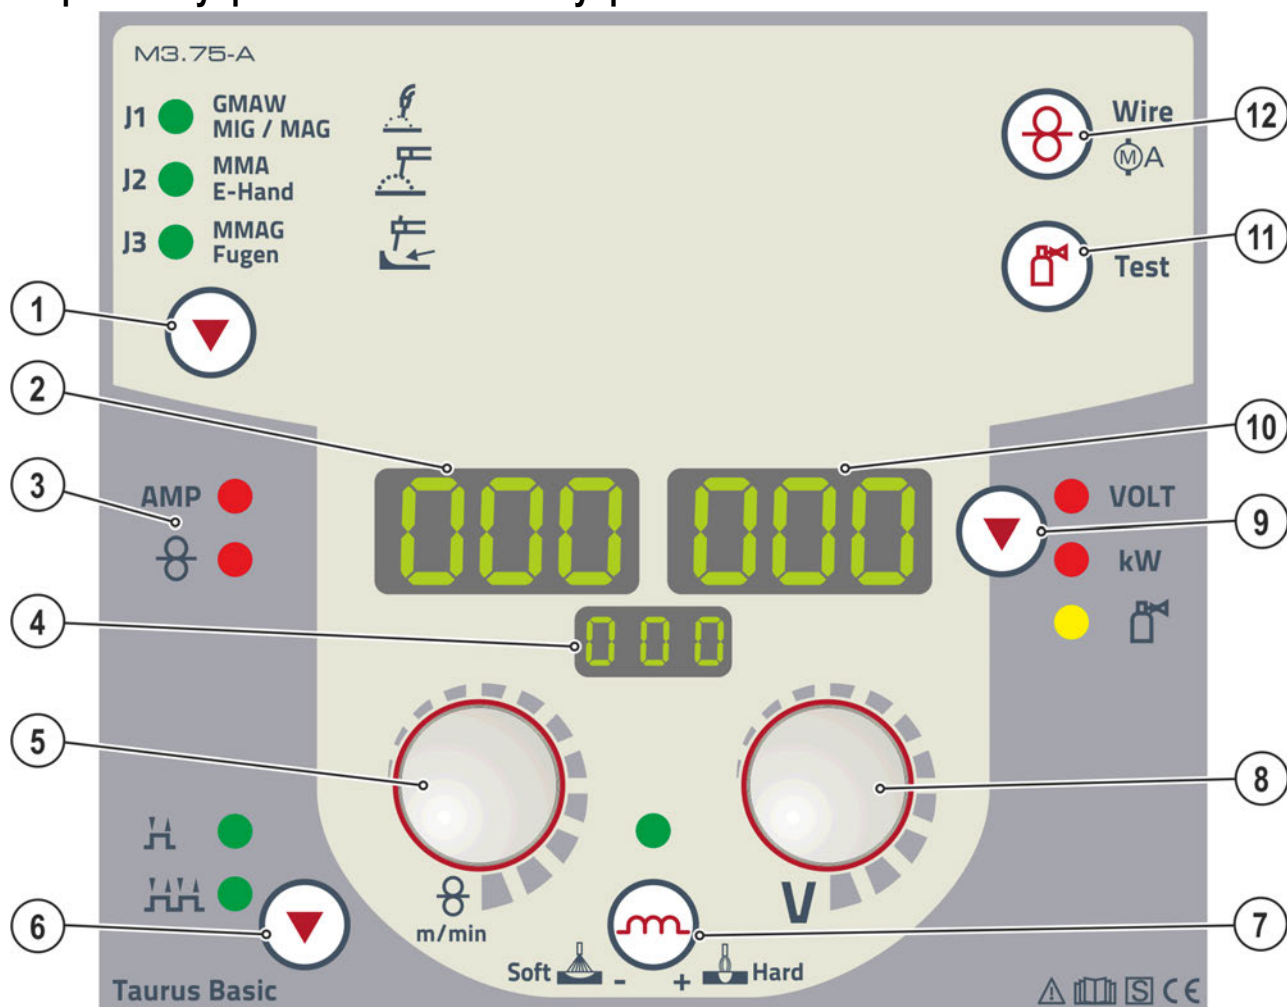 M3.75-A
J1 GMAW
MIG / MAG
J2 MMA
E-Hand
J3 MMAG
Fugen
Wire
M A
Test
12
11
1
2
10
3
AMP
VOLT
9
kW
000
000
4
000
5
8
6
m/min
V
7
Soft - + Hard
Taurus Basic
S CE